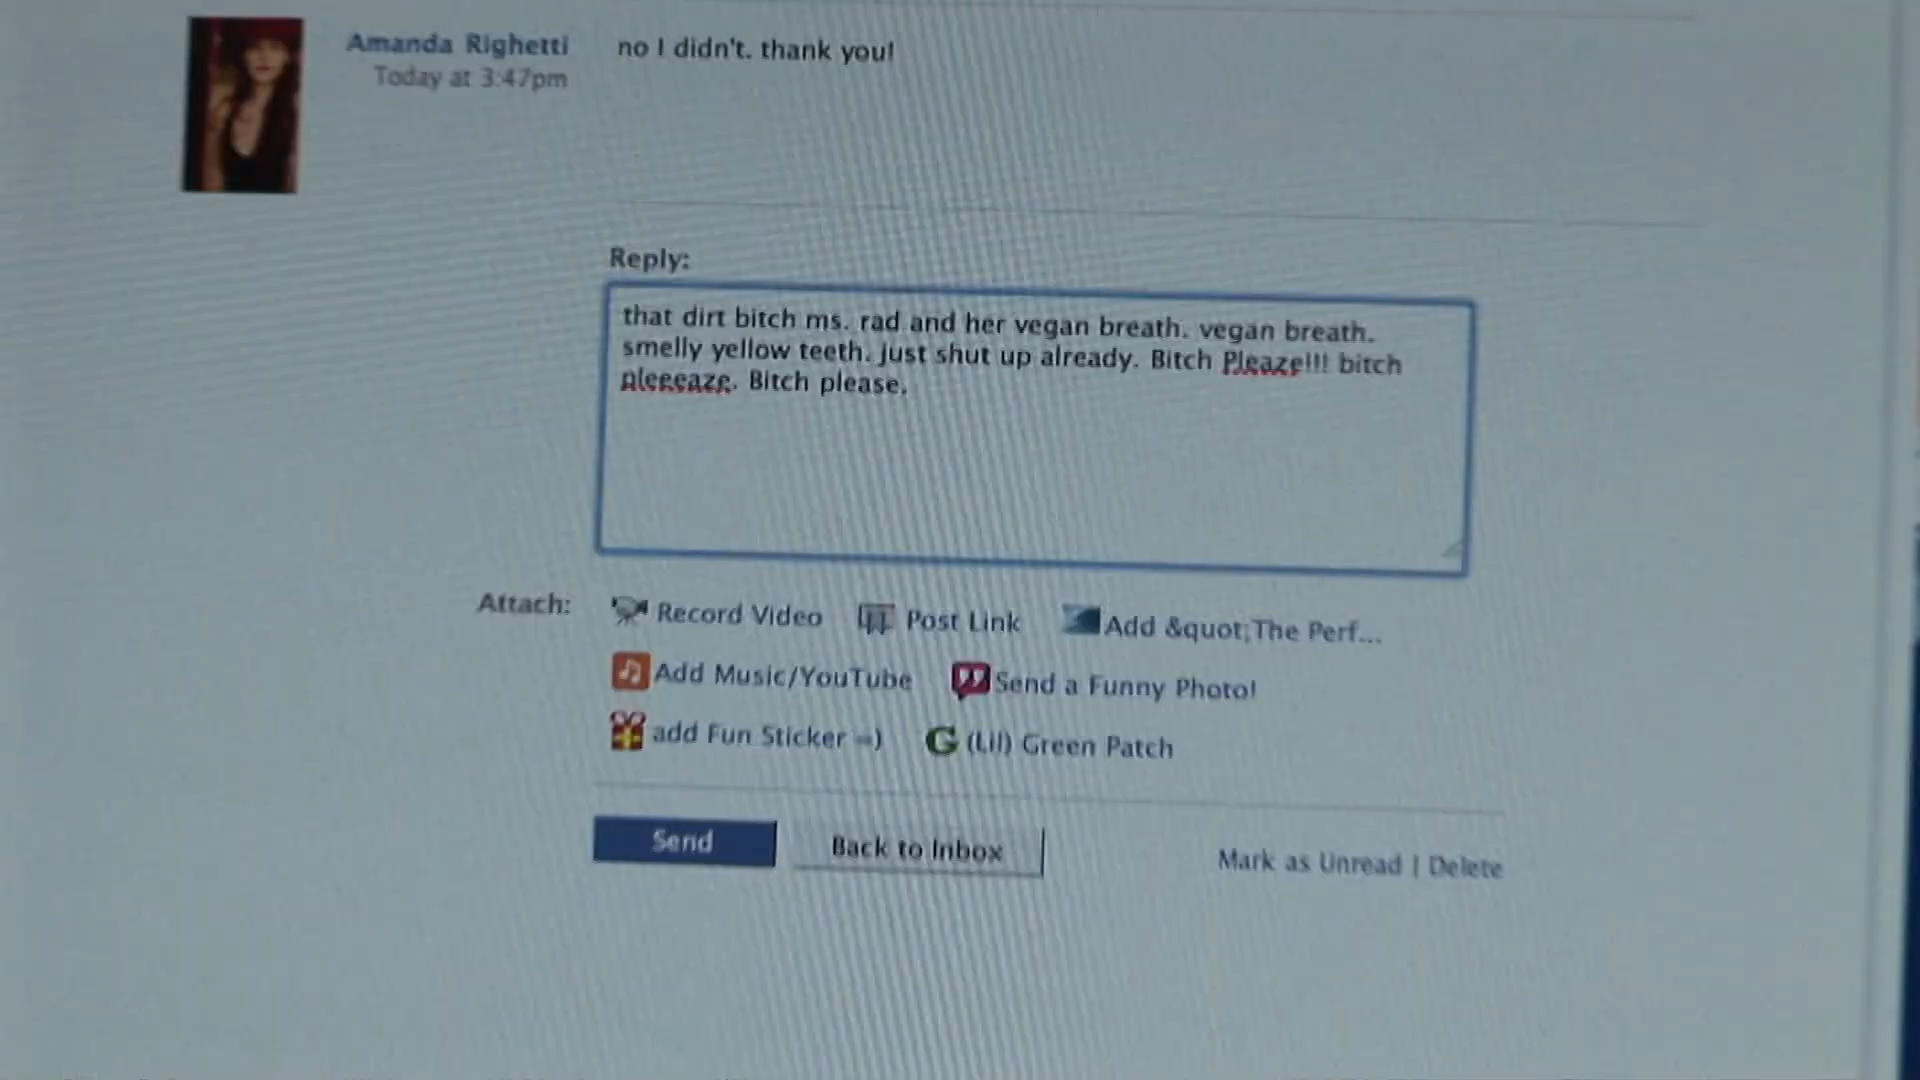 Amanda Righetti
no I didn't. thank you!
Today at 3:47pm
Reply:
that dirt bitch ms. rad and her vegan breath. vegan breath.
smelly yellow teeth. Just shut up already. Bitch Pleaze!!! bitch
pleeeaze. Bitch please.
Attach:
Record Video
Post Link
Add &quot;The Perf...
Add Music/YouTube
Send a Funny Photo!
add Fun Sticker =)
G (Lil) Green Patch
Send
Back to Inbox
Mark as Unread | Delete